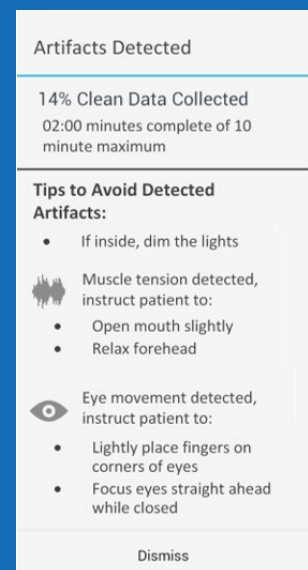 Artifacts Detected
14% Clean Data Collected
02:00 minutes complete of 10
minute maximum
Tips to Avoid Detected
Artifacts:
• If inside, dim the lights
Muscle tension detected,
instruct patient to:
• Open mouth slightly
• Relax forehead
Eye movement detected,
instruct patient to:
• Lightly place fingers on
corners of eyes
• Focus eyes straight ahead
while closed
Dismiss